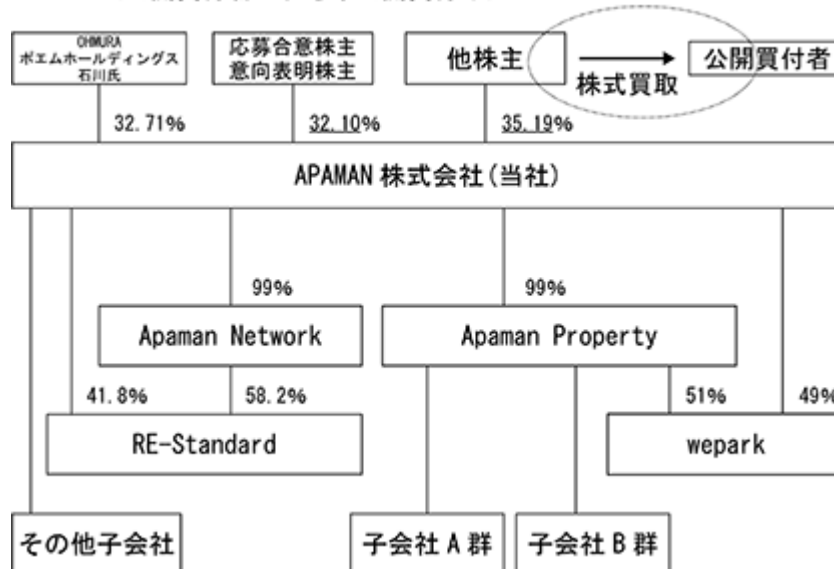 OHMURA
ポエムホールディングス
石川氏
応募合意株主
意向表明株主
他株主
株式買取
公開買付者
32.71%
32.10%
35.19%
APAMAN 株式会社(当社)
99%
99%
Apaman Network
Apaman Property
41.8%
58.2%
51%
49%
RE-Standard
wepark
その他子会社
子会社 A 群
子会社 B 群